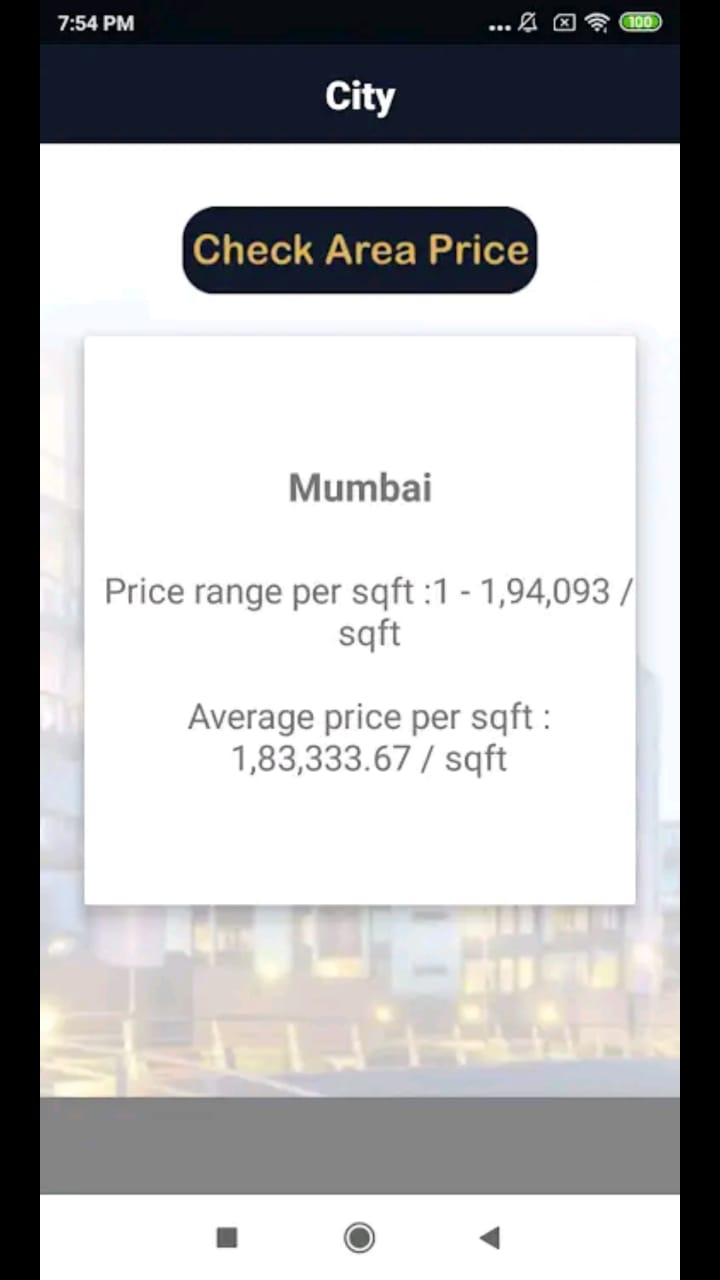 7:54 PM
100
City
Check Area Price
Mumbai
Price range per sqft :1 - 1,94,093 /
sqft
Average price per sqft :
1,83,333.67 / sqft